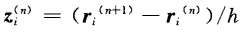 z_i^{(n)} = (r_i^{(n+1)} − r_i^{(n)})/h